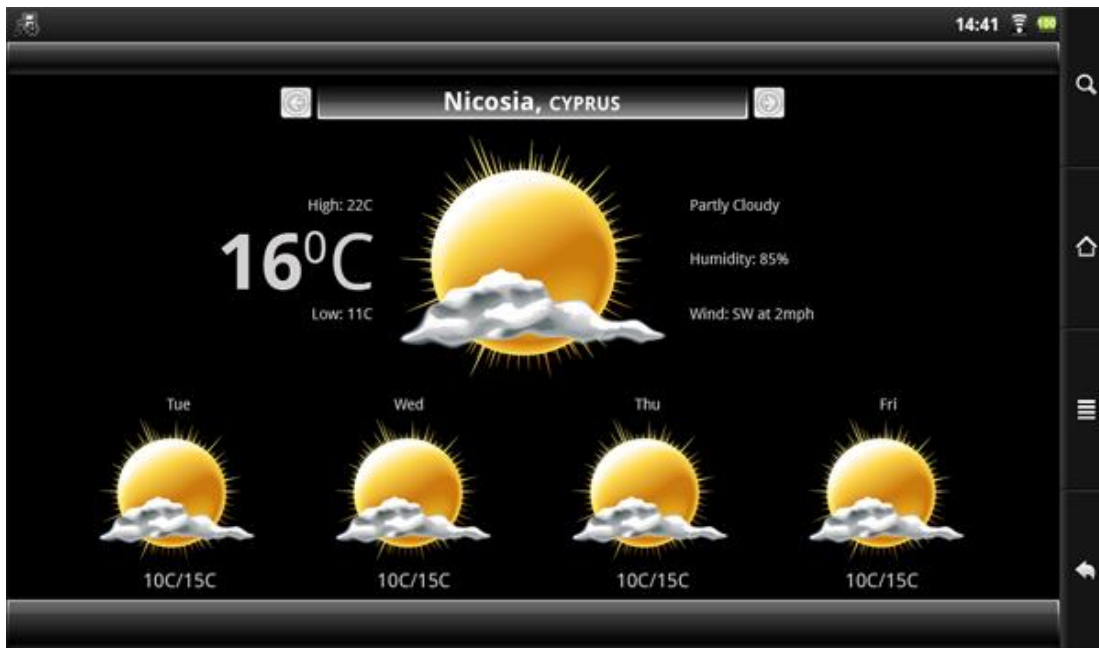 14:41 100
Nicosia, CYPRUS
High: 22C
16⁰C
Low: 11C
Partly Cloudy
Humidity: 85%
Wind: SW at 2mph
Tue Wed Thu Fri
10C/15C 10C/15C 10C/15C 10C/15C